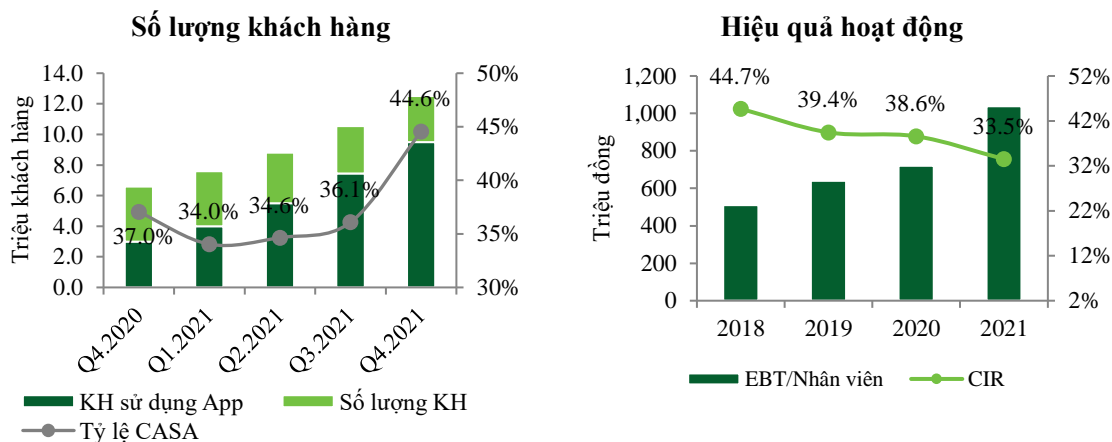 Số lượng khách hàng
Triệu khách hàng
14.0
12.0
10.0
8.0
6.0
4.0
2.0
0.0
50%
45%
40%
35%
30%
37.0%
34.0%
34.6%
36.1%
44.6%
Q4.2020
Q1.2021
Q2.2021
Q3.2021
Q4.2021
KH sử dụng App
Số lượng KH
Tỷ lệ CASA
Hiệu quả hoạt động
Triệu đồng
1,200
1,000
800
600
400
200
0
52%
42%
32%
22%
12%
2%
44.7%
39.4%
38.6%
33.5%
2018
2019
2020
2021
EBT/Nhân viên
CIR